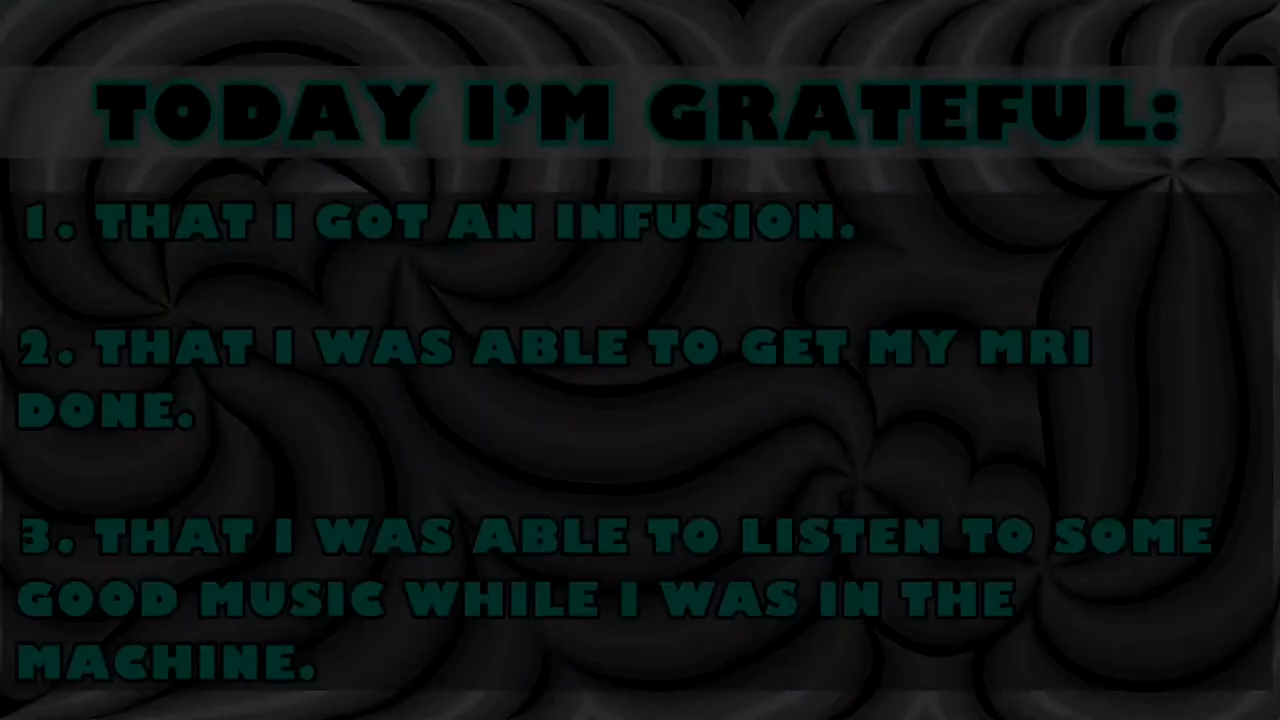 TODAY I'M GRATEFUL:
1. THAT I GOT AN INFUSION.
2. THAT I WAS ABLE TO GET MY MRI
DONE.
3. THAT I WAS ABLE TO LISTEN TO SOME
GOOD MUSIC WHILE I WAS IN THE
MACHINE.